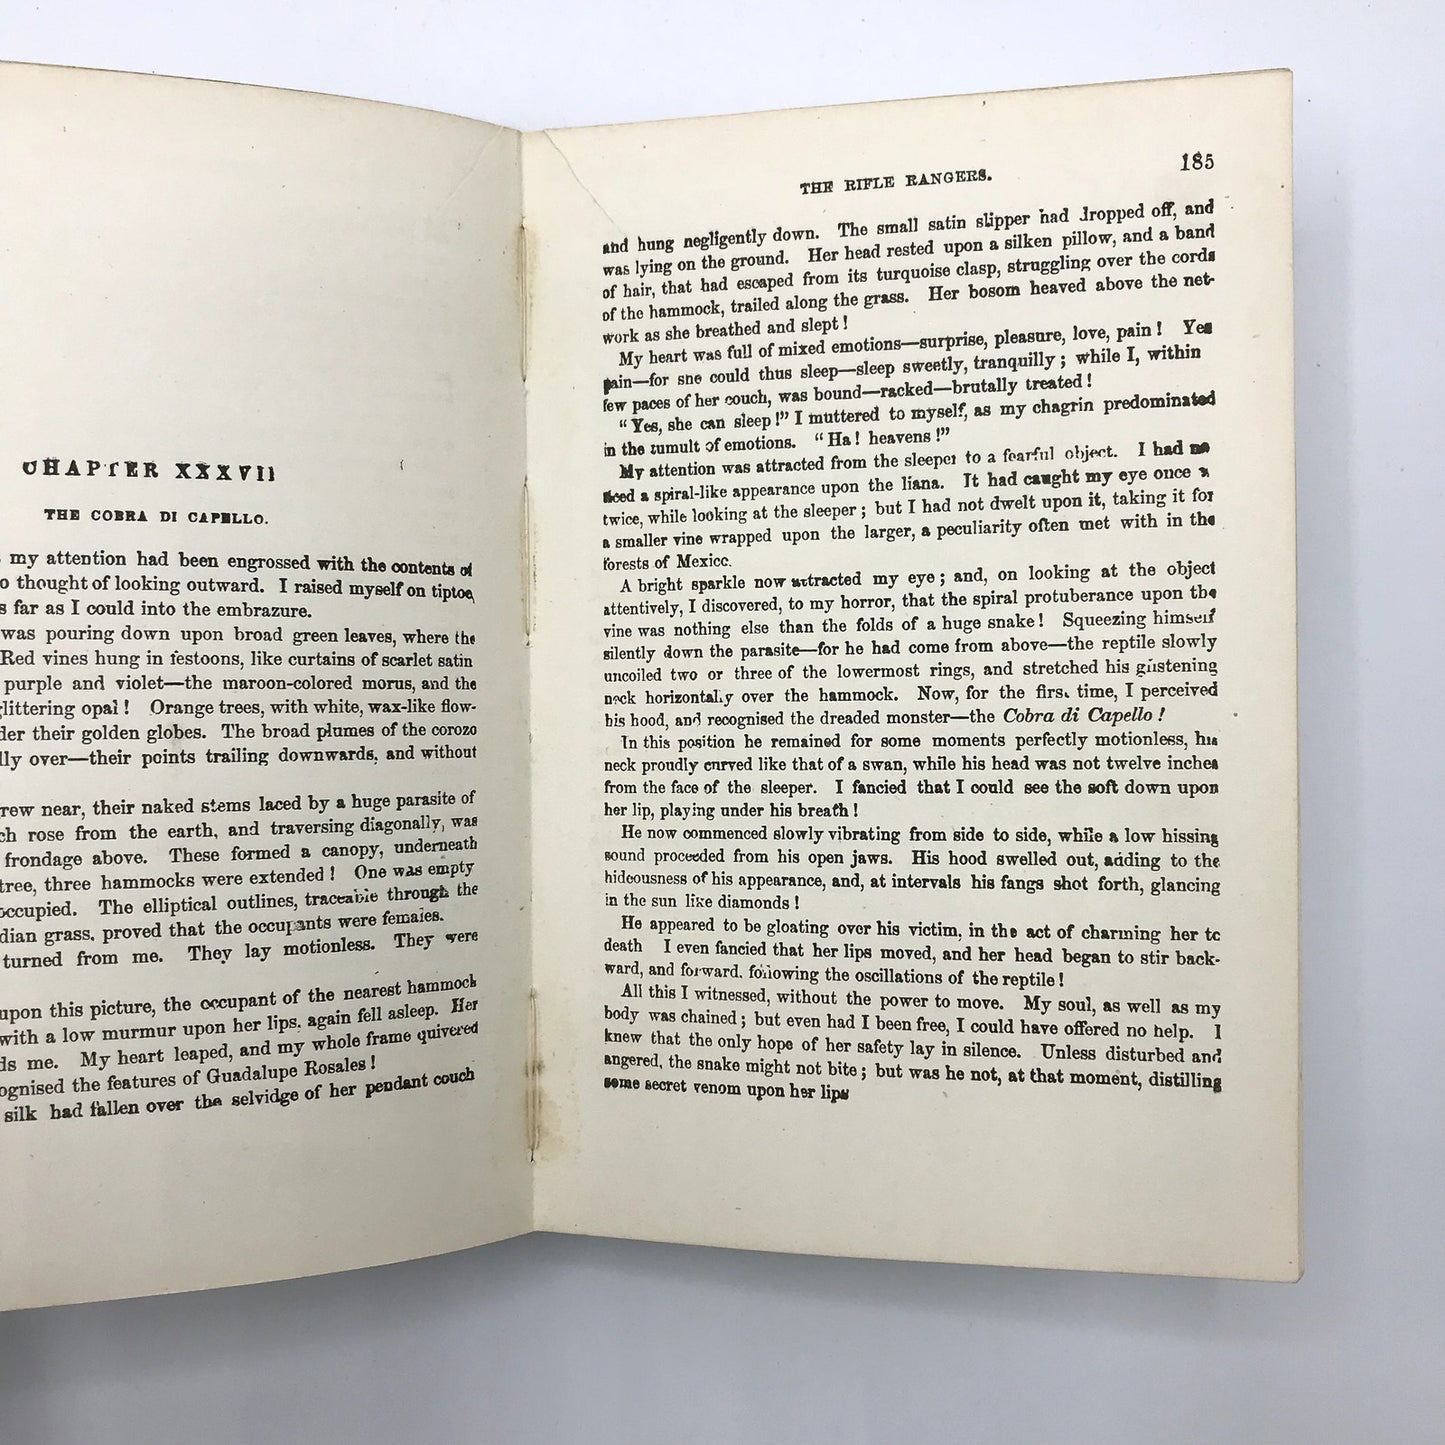 CHAPTER XXXVII
THE COBRA DI CAPELLO.
my attention had been engrossed with the contents of
thought of looking outward. I raised myself on tiptoe,
far as I could into the embrazure.
was pouring down upon broad green leaves, where the
Red vines hung in festoons, like curtains of scarlet satin
purple and violet—the maroon-colored morus, and the
glittering opal! Orange trees, with white, wax-like flow-
their golden globes. The broad plumes of the corozo
over—their points trailing downwards, and without
near, their naked stems laced by a huge parasite of
rose from the earth, and traversing diagonally, was
frondage above. These formed a canopy, underneath
tree, three hammocks were extended! One was empty
occupied. The elliptical outlines, traceable through the
grass, proved that the occupants were females.
turned from me. They lay motionless. They were
upon this picture, the occupant of the nearest hammock
with a low murmur upon her lips, again fell asleep. Her
me. My heart leaped, and my whole frame quivered
the features of Guadalupe Rosales!
silk had fallen over the selvidge of her pendant couch
THE RIFLE RANGERS. 185
and hung negligently down. The small satin slipper had dropped off, and
was lying on the ground. Her head rested upon a silken pillow, and a band
of hair, that had escaped from its turquoise clasp, struggling over the cords
of the hammock, trailed along the grass. Her bosom heaved above the net-
work as she breathed and slept!
My heart was full of mixed emotions—surprise, pleasure, love, pain! Yes
pain—for she could thus sleep—sleep sweetly, tranquilly; while I, within
few paces of her couch, was bound—racked—brutally treated!
"Yes, she can sleep!" I muttered to myself, as my chagrin predominated
in the tumult of emotions. "Ha! heavens!"
My attention was attracted from the sleeper to a fearful object. I had no
ticed a spiral-like appearance upon the liana. It had caught my eye once
twice, while looking at the sleeper; but I had not dwelt upon it, taking it for
a smaller vine wrapped upon the larger, a peculiarity often met with in the
forests of Mexico.
A bright sparkle now attracted my eye; and, on looking at the object
attentively, I discovered, to my horror, that the spiral protuberance upon the
vine was nothing else than the folds of a huge snake! Squeezing himself
silently down the parasite—for he had come from above—the reptile slowly
uncoiled two or three of the lowermost rings, and stretched his glistening
neck horizontally over the hammock. Now, for the first time, I perceived
his hood, and recognised the dreaded monster—the Cobra di Capello!
In this position he remained for some moments perfectly motionless, his
neck proudly curved like that of a swan, while his head was not twelve inches
from the face of the sleeper. I fancied that I could see the soft down upon
her lip, playing under his breath!
He now commenced slowly vibrating from side to side, while a low hissing
sound proceeded from his open jaws. His hood swelled out, adding to the
hideousness of his appearance, and, at intervals his fangs shot forth, glancing
in the sun like diamonds!
He appeared to be gloating over his victim, in the act of charming her to
death I even fancied that her lips moved, and her head began to stir back-
ward, and forward, following the oscillations of the reptile!
All this I witnessed, without the power to move. My soul, as well as my
body was chained; but even had I been free, I could have offered no help. I
knew that the only hope of her safety lay in silence. Unless disturbed and
angered, the snake might not bite; but was he not, at that moment, distilling
some secret venom upon her lips